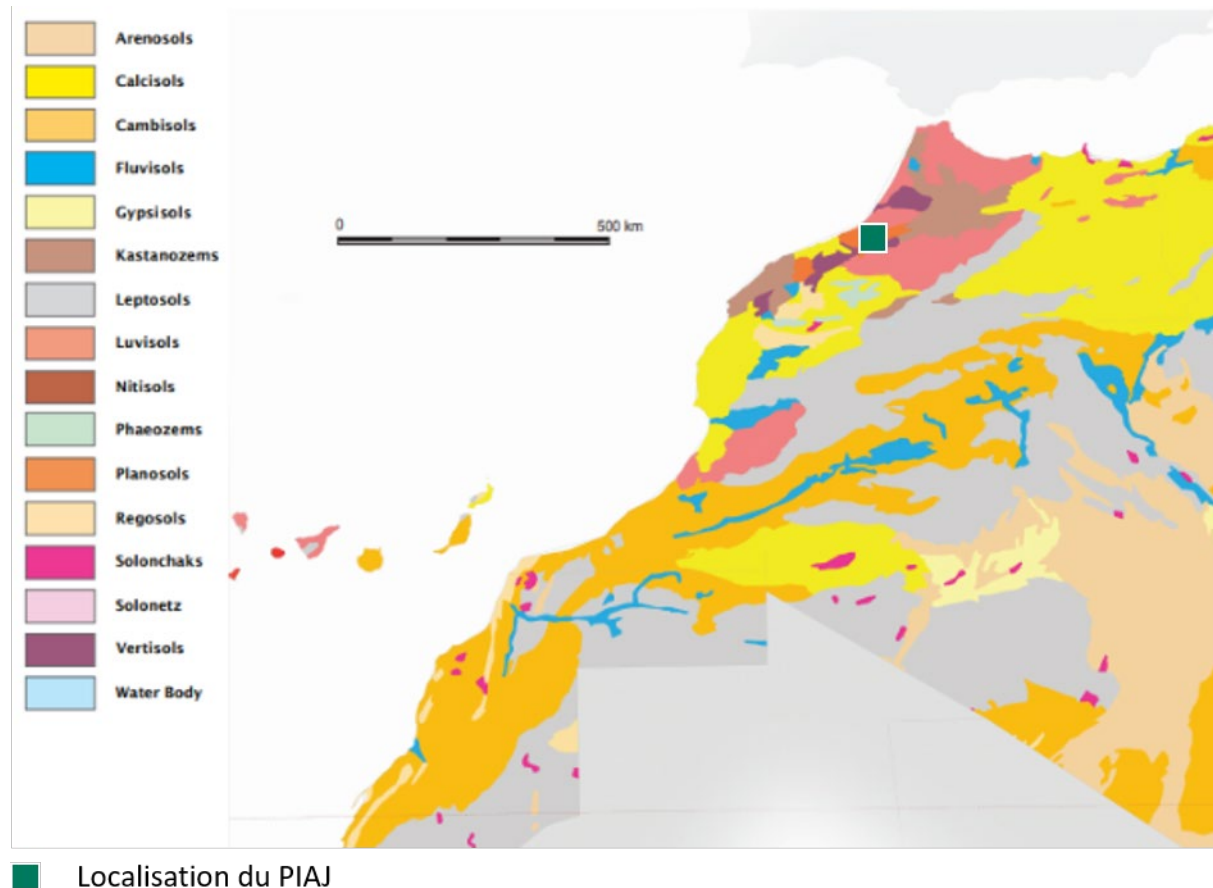 Arenosols
Calcisols
Cambisols
Fluvisols
Gypsisols
Kastanozems
Leptosols
Luvisols
Nitisols
Phaeozems
Planosols
Regosols
Solonchaks
Solonetz
Vertisols
Water Body
0 500 km
Localisation du PIAJ